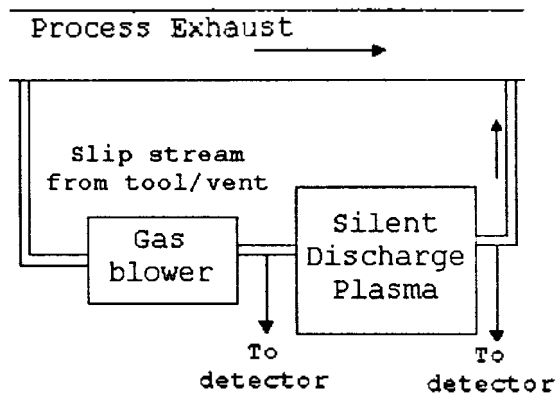 Process Exhaust
Slip stream
from tool/vent
Gas
blower
Silent
Discharge
Plasma
To
detector
To
detector